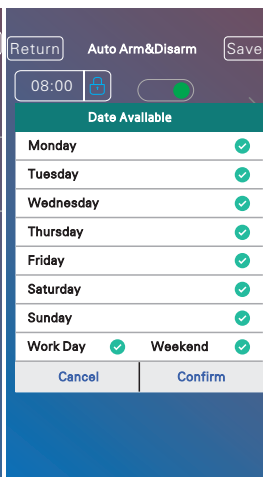 Return Auto Arm&Disarm Save
08:00
Date Available
Monday
Tuesday
Wednesday
Thursday
Friday
Saturday
Sunday
Work Day Weekend
Cancel Confirm